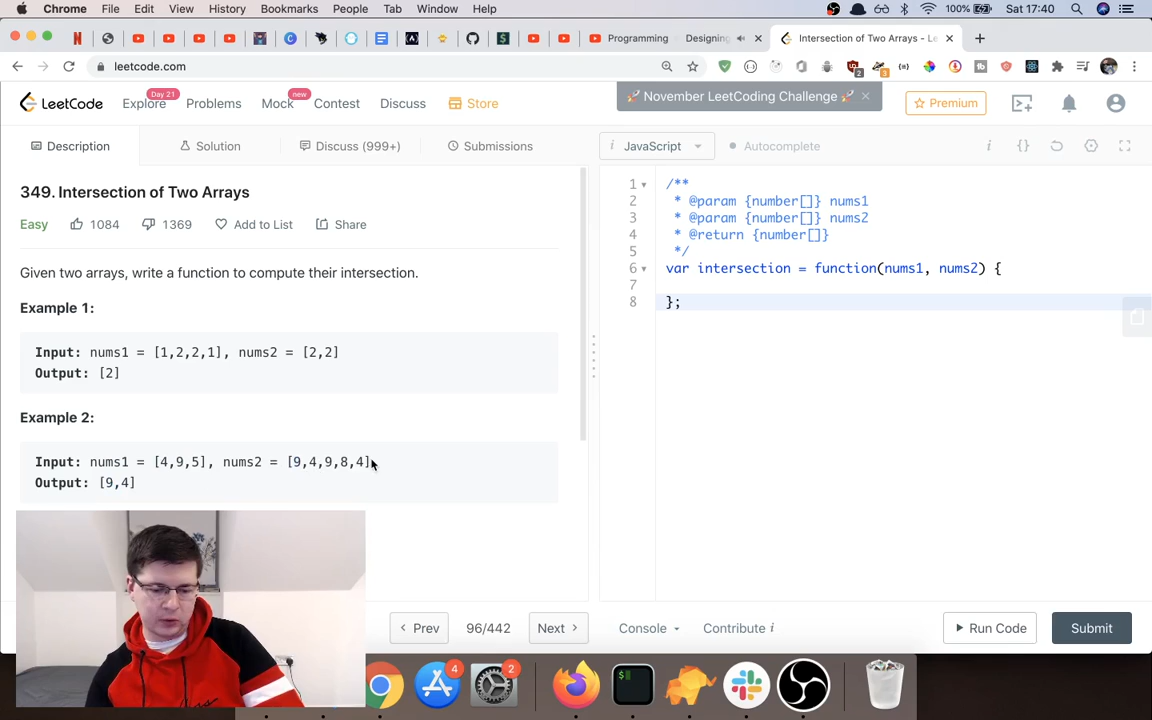 Chrome File Edit View History Bookmarks People Tab Window Help 100% Sat 17:40
Programming Designing Intersection of Two Arrays - Le
leetcode.com
LeetCode Explore Day 21 Problems Mock new Contest Discuss Store November LeetCoding Challenge Premium
Description Solution Discuss (999+) Submissions i JavaScript Autocomplete
349. Intersection of Two Arrays
Easy 1084 1369 Add to List Share
Given two arrays, write a function to compute their intersection.
Example 1:
Input: nums1 = [1,2,2,1], nums2 = [2,2]
Output: [2]
Example 2:
Input: nums1 = [4,9,5], nums2 = [9,4,9,8,4]
Output: [9,4]
1 /**
2 * @param {number[]} nums1
3 * @param {number[]} nums2
4 * @return {number[]}
5 */
6 var intersection = function(nums1, nums2) {
7
8 };
Prev 96/442 Next Console Contribute i Run Code Submit
4 2